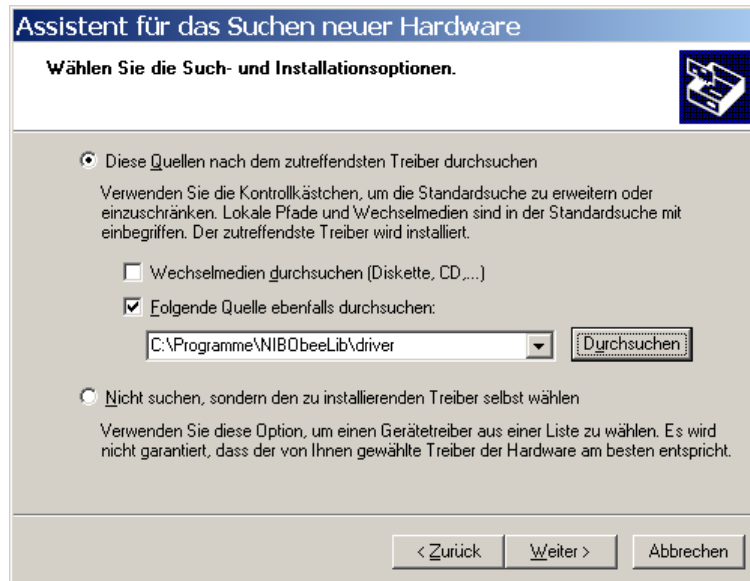 Assistent für das Suchen neuer Hardware
Wählen Sie die Such- und Installationsoptionen.
Diese Quellen nach dem zutreffendsten Treiber durchsuchen
Verwenden Sie die Kontrollkästchen, um die Standardsuche zu erweitern oder
einzuschränken. Lokale Pfade und Wechselmedien sind in der Standardsuche mit
einbegriffen. Der zutreffendste Treiber wird installiert.
Wechselmedien durchsuchen (Diskette, CD,...)
Folgende Quelle ebenfalls durchsuchen:
C:\Programme\NIBObeeLib\driver
Durchsuchen
Nicht suchen, sondern den zu installierenden Treiber selbst wählen
Verwenden Sie diese Option, um einen Gerätetreiber aus einer Liste zu wählen. Es wird
nicht garantiert, dass der von Ihnen gewählte Treiber der Hardware am besten entspricht.
< Zurück
Weiter >
Abbrechen